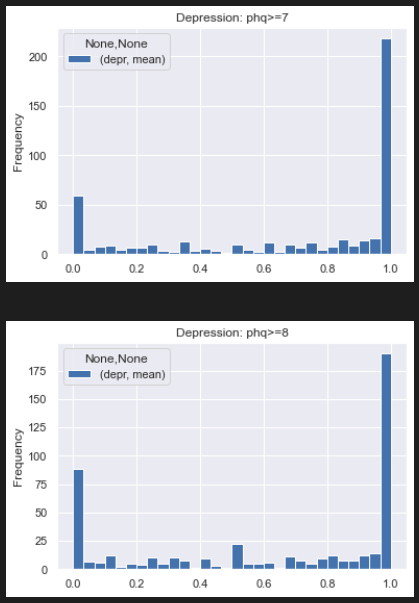 Depression: phq>=7
None,None
(depr, mean)
Frequency
200
150
100
50
0
0.0 0.2 0.4 0.6 0.8 1.0
Depression: phq>=8
None,None
(depr, mean)
Frequency
175
150
125
100
75
50
25
0
0.0 0.2 0.4 0.6 0.8 1.0